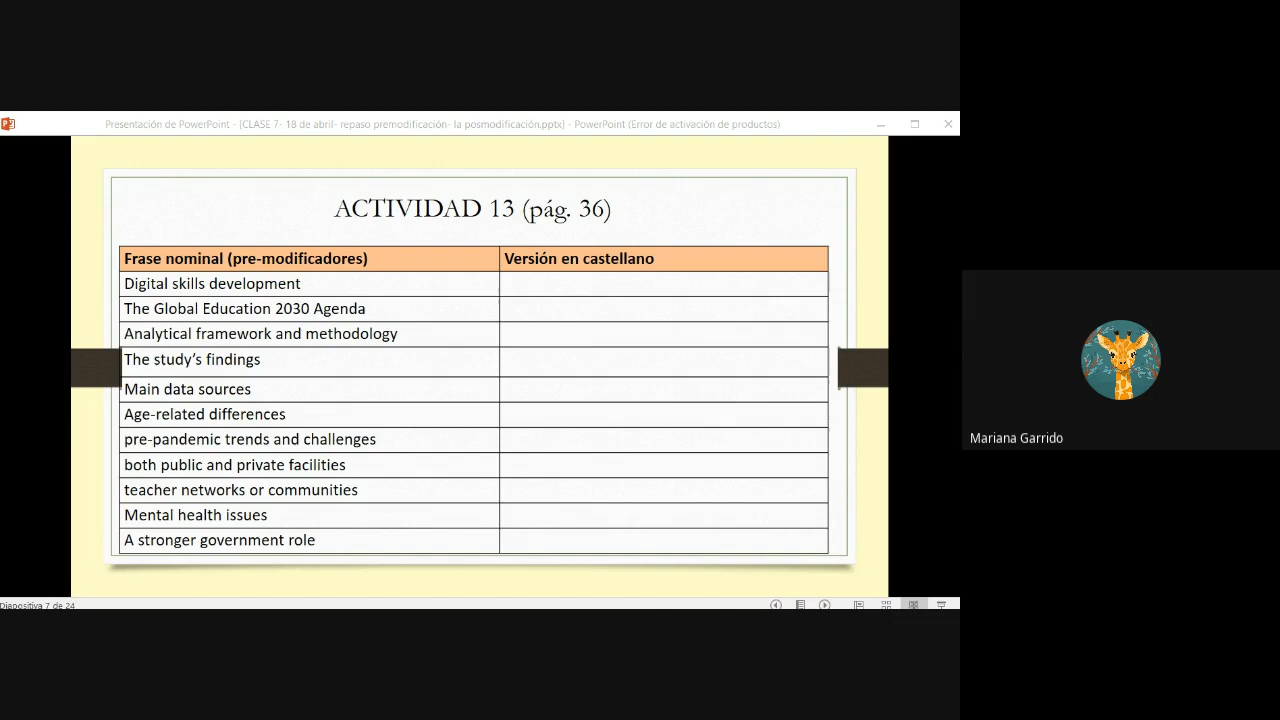 Presentación de PowerPoint - [CLASE 7- 18 de abril- repaso premodificación- la posmodificación.pptx] - PowerPoint (Error de activación de productos)
ACTIVIDAD 13 (pág. 36)
Frase nominal (pre-modificadores) Versión en castellano
Digital skills development
The Global Education 2030 Agenda
Analytical framework and methodology
The study's findings
Main data sources
Age-related differences
pre-pandemic trends and challenges
both public and private facilities
teacher networks or communities
Mental health issues
A stronger government role
Mariana Garrido
Diapositiva 7 de 24